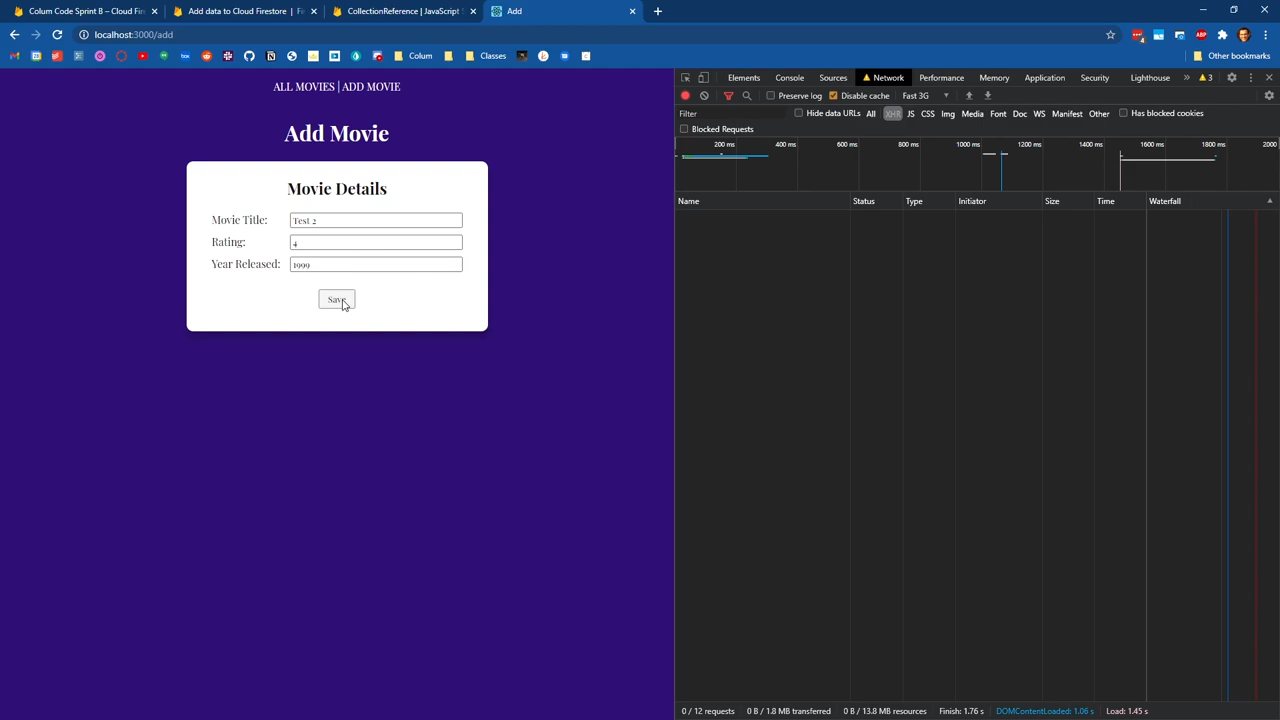 Colum Code Sprint B – Cloud Fire
Add data to Cloud Firestore | Fi
CollectionReference | JavaScript S
Add
localhost:3000/add
Colum
Classes
Other bookmarks
ALL MOVIES | ADD MOVIE
Add Movie
Movie Details
Movie Title: Test 2
Rating: 4
Year Released: 1999
Save
Elements Console Sources Network Performance Memory Application Security Lighthouse » 3
Preserve log Disable cache Fast 3G
Filter Hide data URLs All XHR JS CSS Img Media Font Doc WS Manifest Other Has blocked cookies
Blocked Requests
200 ms 400 ms 600 ms 800 ms 1000 ms 1200 ms 1400 ms 1600 ms 1800 ms 2000
Name Status Type Initiator Size Time Waterfall
0 / 12 requests 0 B / 1.8 MB transferred 0 B / 13.8 MB resources Finish: 1.76 s DOMContentLoaded: 1.06 s Load: 1.45 s